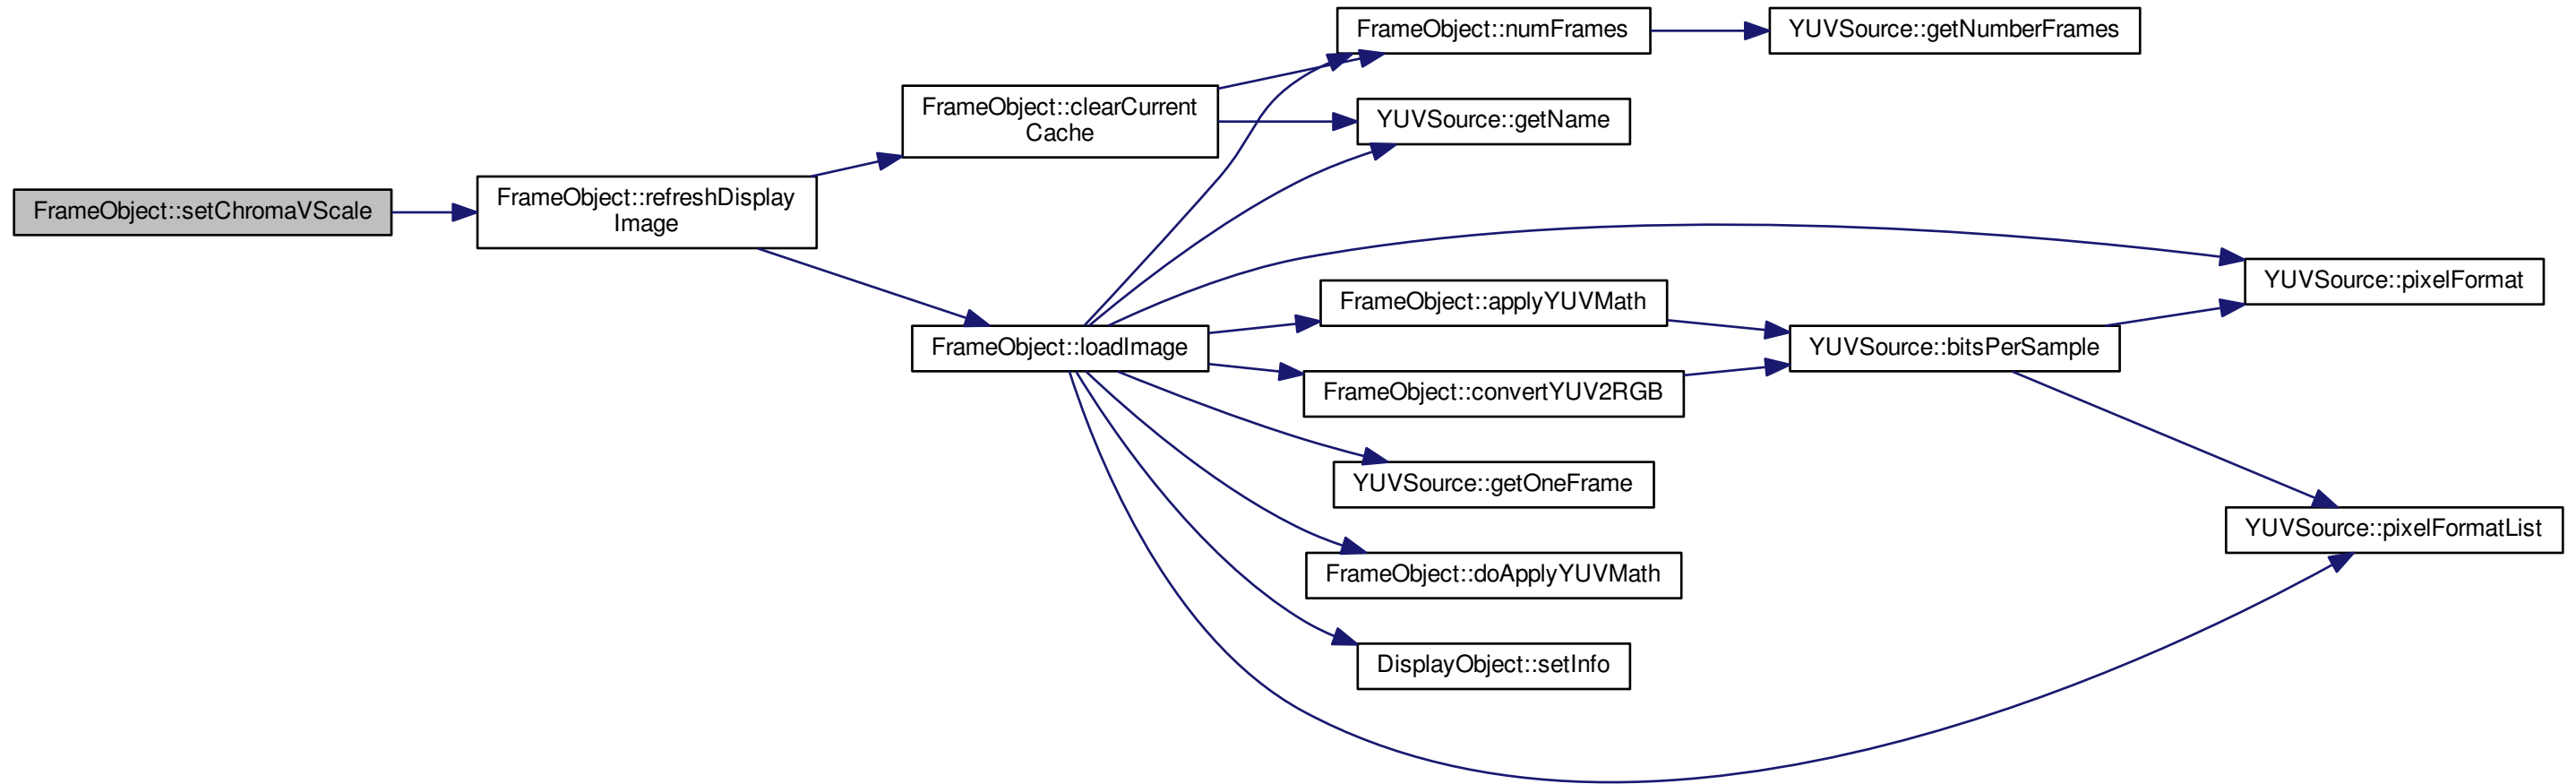 FrameObject::setChromaVScale
FrameObject::refreshDisplay
Image
FrameObject::clearCurrent
Cache
FrameObject::loadImage
FrameObject::numFrames
YUVSource::getNumberFrames
YUVSource::getName
YUVSource::pixelFormat
FrameObject::applyYUVMath
YUVSource::bitsPerSample
FrameObject::convertYUV2RGB
YUVSource::getOneFrame
YUVSource::pixelFormatList
FrameObject::doApplyYUVMath
DisplayObject::setInfo